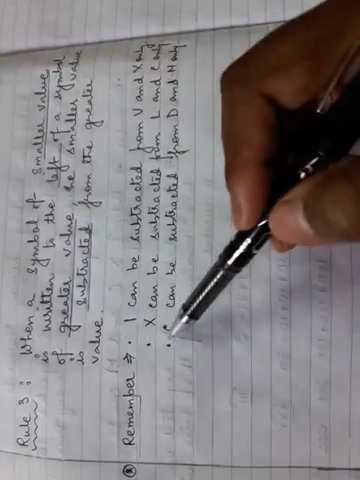 Rule 3 : When a symbol of smaller value
is written to the left of a symbol
of greater value, the smaller value
is subtracted from the greater
value.
* Remember ⇒ • I can be subtracted from V and X only
• X can be subtracted from L and C only
• C can be subtracted from D and M only.